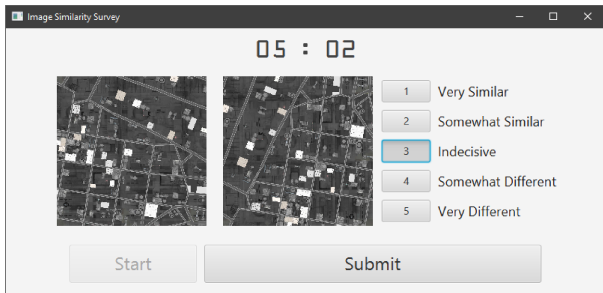 Image Similarity Survey
05 : 02
1 Very Similar
2 Somewhat Similar
3 Indecisive
4 Somewhat Different
5 Very Different
Start
Submit